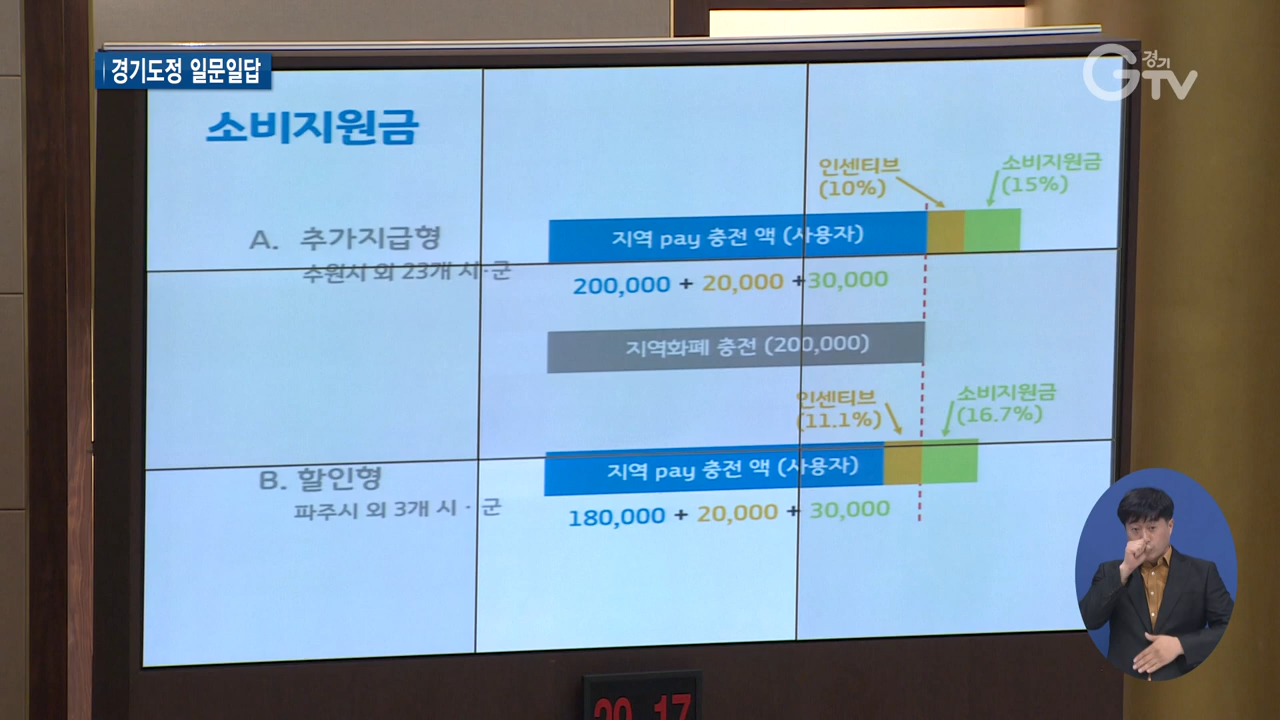 경기도정 일문일답
경기
GTV
소비지원금
인센티브
(10%)
소비지원금
(15%)
A. 추가지급형
수원시 외 23개 시·군
지역 pay 충전 액 (사용자)
200,000 + 20,000 +30,000
지역화폐 충전 (200,000)
인센티브
(11.1%)
소비지원금
(16.7%)
B. 할인형
파주시 외 3개 시·군
지역 pay 충전 액 (사용자)
180,000 + 20,000 + 30,000